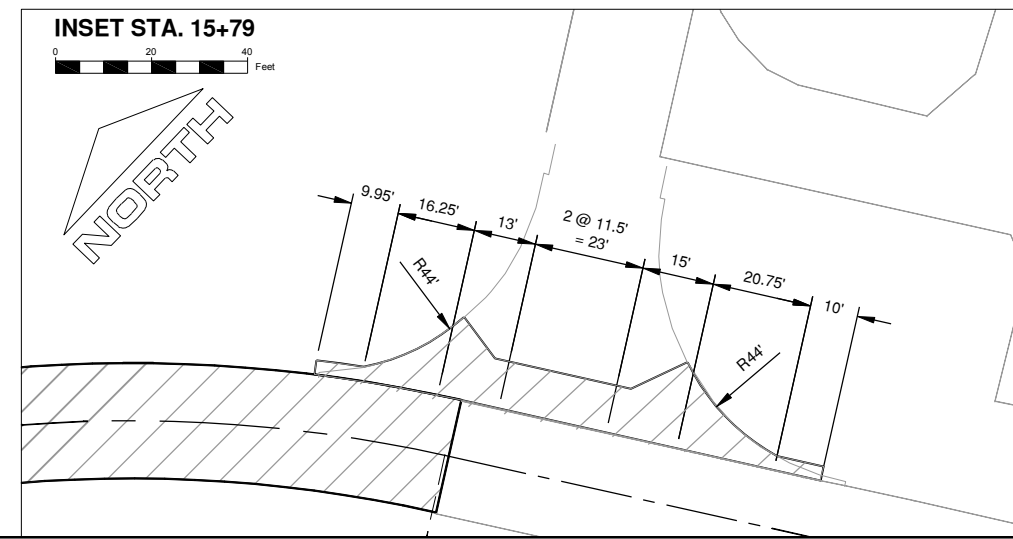 INSET STA. 15+79
0 20 40
Feet
NORTH
9.95'
16.25'
13'
2 @ 11.5'
= 23'
15'
20.75'
10'
R44'
R44'